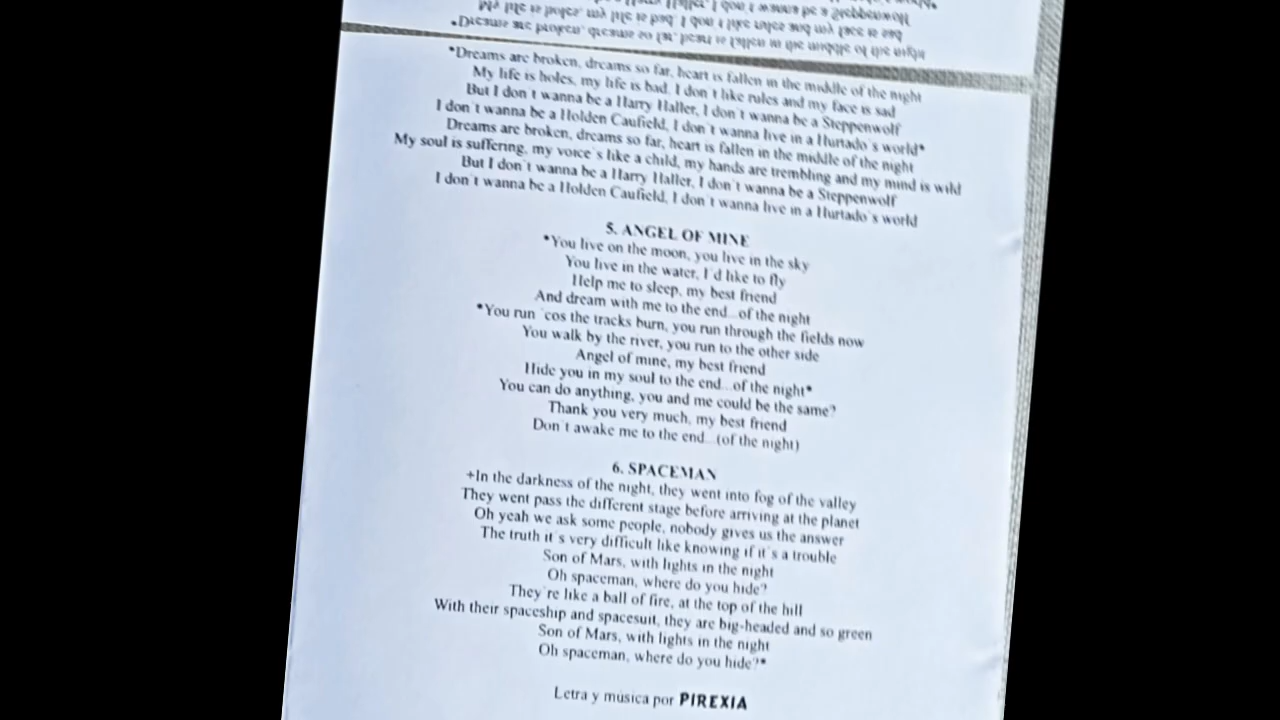 *Dreams are broken, dreams so far, heart is fallen in the middle of the night
My life is holes, my life is bad, I don't like rules and my face is sad
But I don't wanna be a Harry Haller, I don't wanna be a Steppenwolf
I don't wanna be a Holden Caufield, I don't wanna live in a Hurtado's world*
Dreams are broken, dreams so far, heart is fallen in the middle of the night
My soul is suffering, my voice's like a child, my hands are trembling and my mind is wild
But I don't wanna be a Harry Haller, I don't wanna be a Steppenwolf
I don't wanna be a Holden Caufield, I don't wanna live in a Hurtado's world
5. ANGEL OF MINE
*You live on the moon, you live in the sky
You live in the water, I'd like to fly
Help me to sleep, my best friend
And dream with me to the end...of the night
*You run 'cos the tracks burn, you run through the fields now
You walk by the river, you run to the other side
Angel of mine, my best friend
Hide you in my soul to the end...of the night*
You can do anything, you and me could be the same?
Thank you very much, my best friend
Don't awake me to the end...(of the night)
6. SPACEMAN
+In the darkness of the night, they went into fog of the valley
They went pass the different stage before arriving at the planet
Oh yeah we ask some people, nobody gives us the answer
The truth it's very difficult like knowing if it's a trouble
Son of Mars, with lights in the night
Oh spaceman, where do you hide?
They're like a ball of fire, at the top of the hill
With their spaceship and spacesuit, they are big-headed and so green
Son of Mars, with lights in the night
Oh spaceman, where do you hide?*
Letra y música por PIREXIA